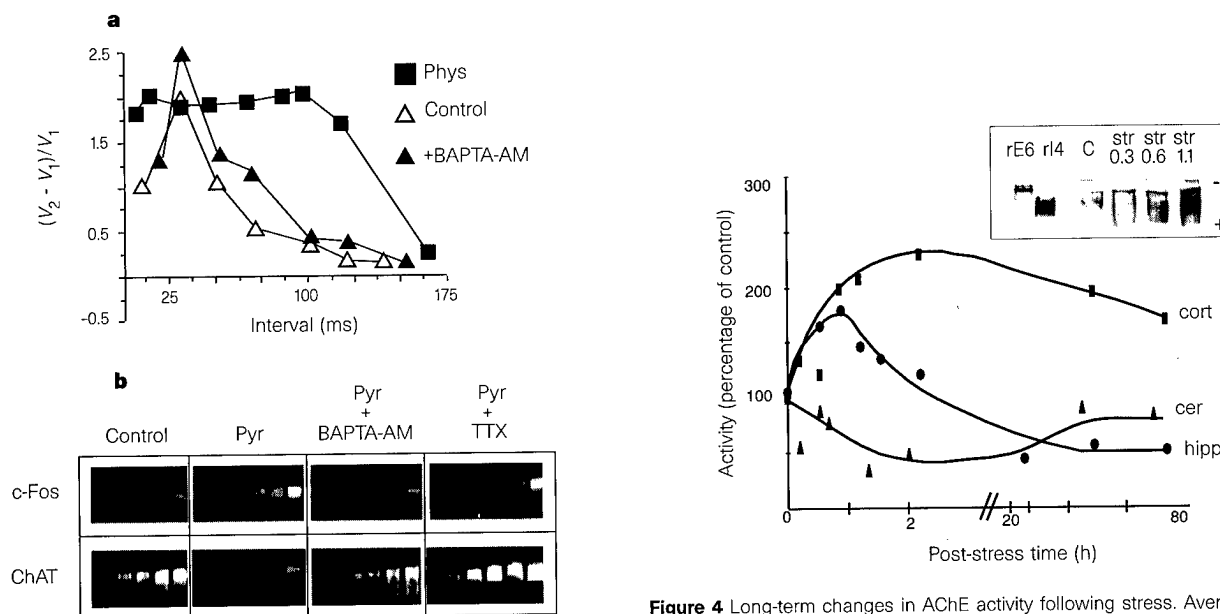 a
2.5
1.5
0.5
-0.5
(V₂ - V₁)/V₁
25
100
175
Interval (ms)
Phys
Control
+BAPTA-AM
b
Control
Pyr
Pyr
+
BAPTA-AM
Pyr
+
TTX
c-Fos
ChAT
rE6 rI4 C str 0.3 str 0.6 str 1.1
-
+
300
200
100
0
Activity (percentage of control)
0
1
2
20
80
Post-stress time (h)
cort
cer
hipp
Figure 4 Long-term changes in AChE activity following stress. Aver